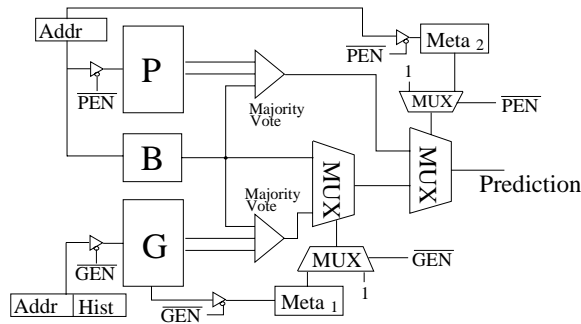 Addr
P
PEN
PEN
Meta 2
1
MUX
PEN
Majority
Vote
B
MUX
MUX
Prediction
Majority
Vote
G
GEN
MUX
GEN
Addr Hist
GEN
Meta 1
1